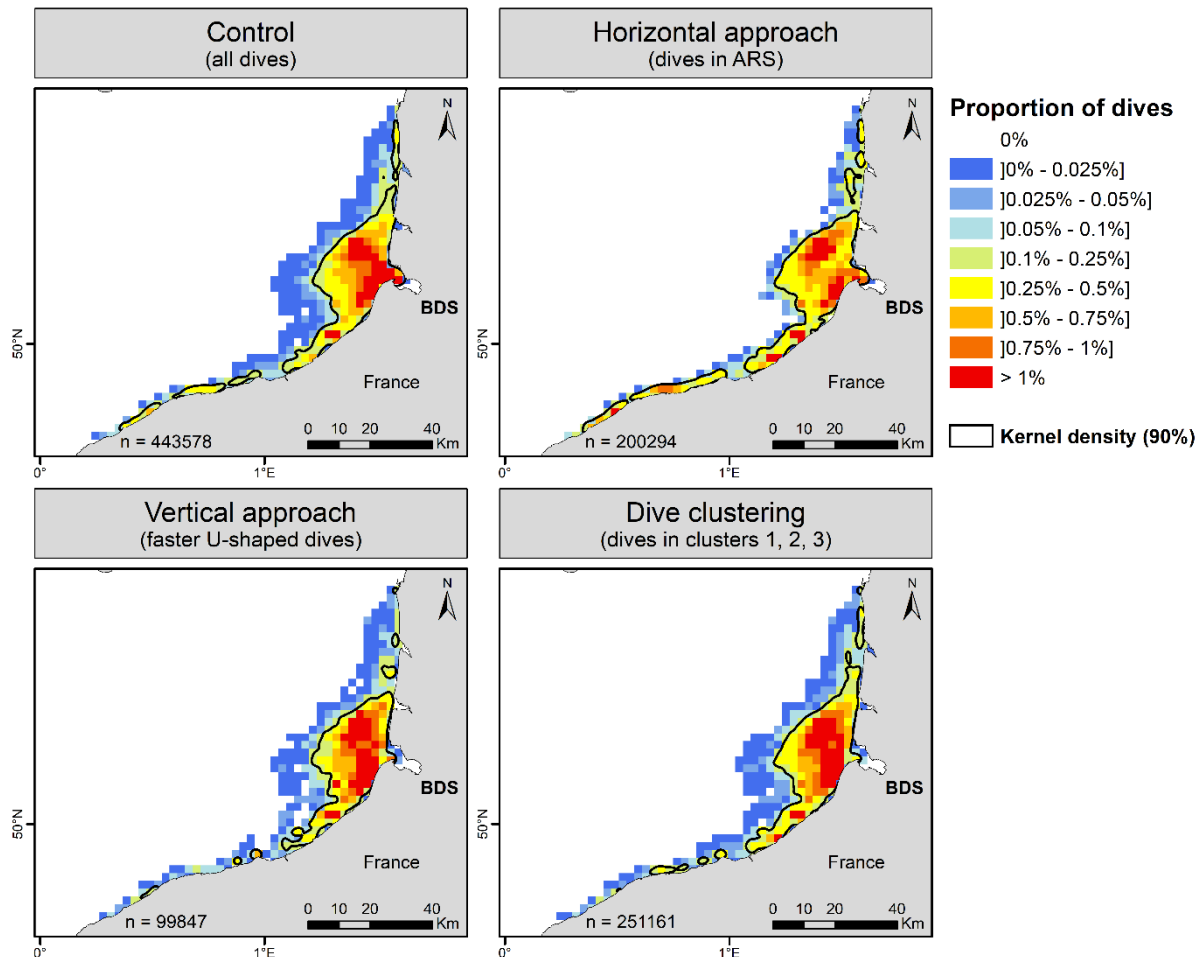 Control
(all dives)
Horizontal approach
(dives in ARS)
N
50°N
BDS
France
n = 443578
0 10 20 40
Km
0°
1°E
N
50°N
BDS
France
n = 200294
0 10 20 40
Km
0°
1°E
Proportion of dives
0%
]0% - 0.025%]
]0.025% - 0.05%]
]0.05% - 0.1%]
]0.1% - 0.25%]
]0.25% - 0.5%]
]0.5% - 0.75%]
]0.75% - 1%]
> 1%
Kernel density (90%)
Vertical approach
(faster U-shaped dives)
Dive clustering
(dives in clusters 1, 2, 3)
N
50°N
BDS
France
n = 99847
0 10 20 40
Km
0°
1°E
N
50°N
BDS
France
n = 251161
0 10 20 40
Km
0°
1°E